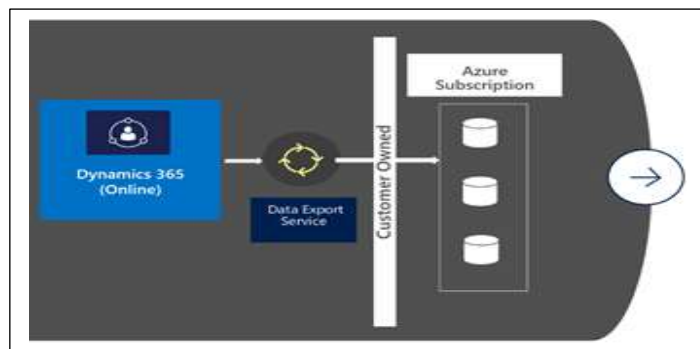 Azure
Subscription
Dynamics 365
(Online)
Data Export
Service
Customer Owned